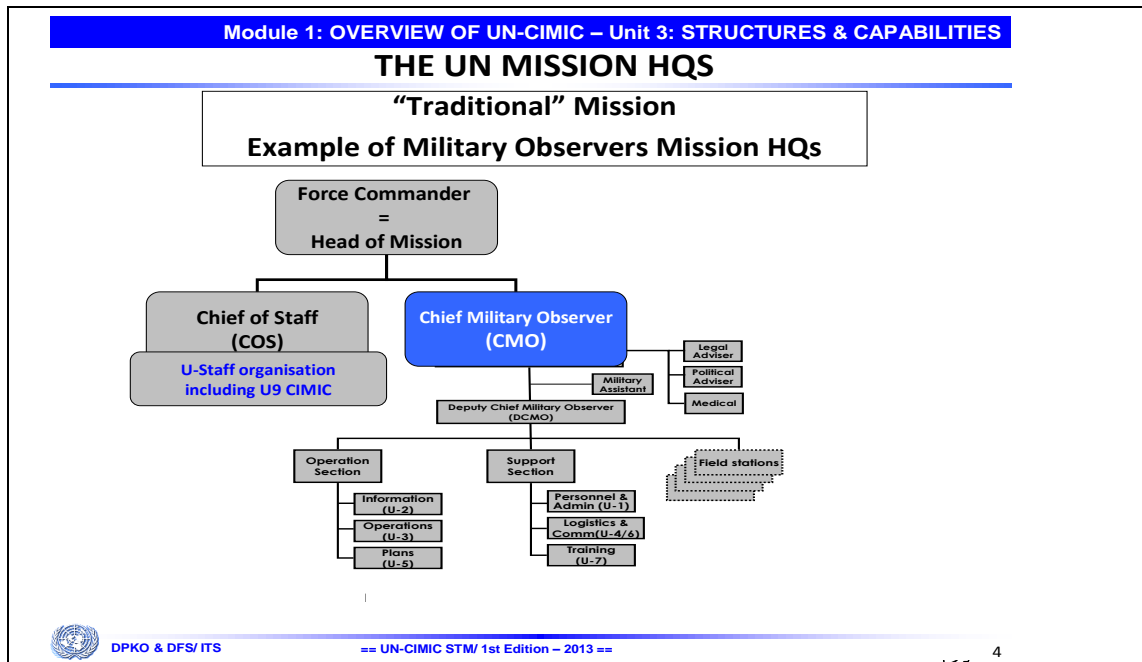 Module 1: OVERVIEW OF UN-CIMIC – Unit 3: STRUCTURES & CAPABILITIES
THE UN MISSION HQS
“Traditional” Mission
Example of Military Observers Mission HQs
Force Commander
=
Head of Mission
Chief of Staff
(COS)
U-Staff organisation
including U9 CIMIC
Chief Military Observer
(CMO)
Legal
Adviser
Political
Adviser
Medical
Military
Assistant
Deputy Chief Military Observer
(DCMO)
Operation
Section
Information
(U-2)
Operations
(U-3)
Plans
(U-5)
Support
Section
Personnel &
Admin (U-1)
Logistics &
Comm(U-4/6)
Training
(U-7)
Field stations
DPKO & DFS/ ITS
== UN-CIMIC STM/ 1st Edition – 2013 ==
4